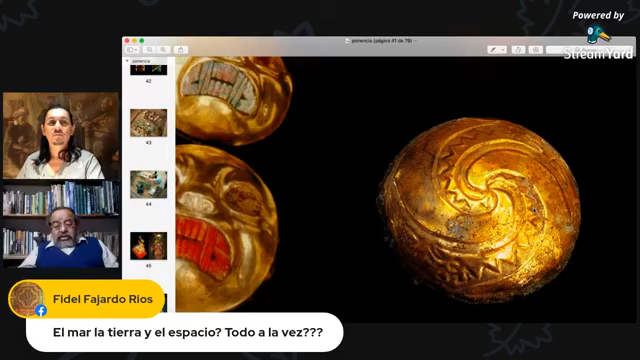 Powered by
StreamYard
ponencia (página 41 de 79)
ponencia
42
43
44
45
Fidel Fajardo Rios
El mar la tierra y el espacio? Todo a la vez???